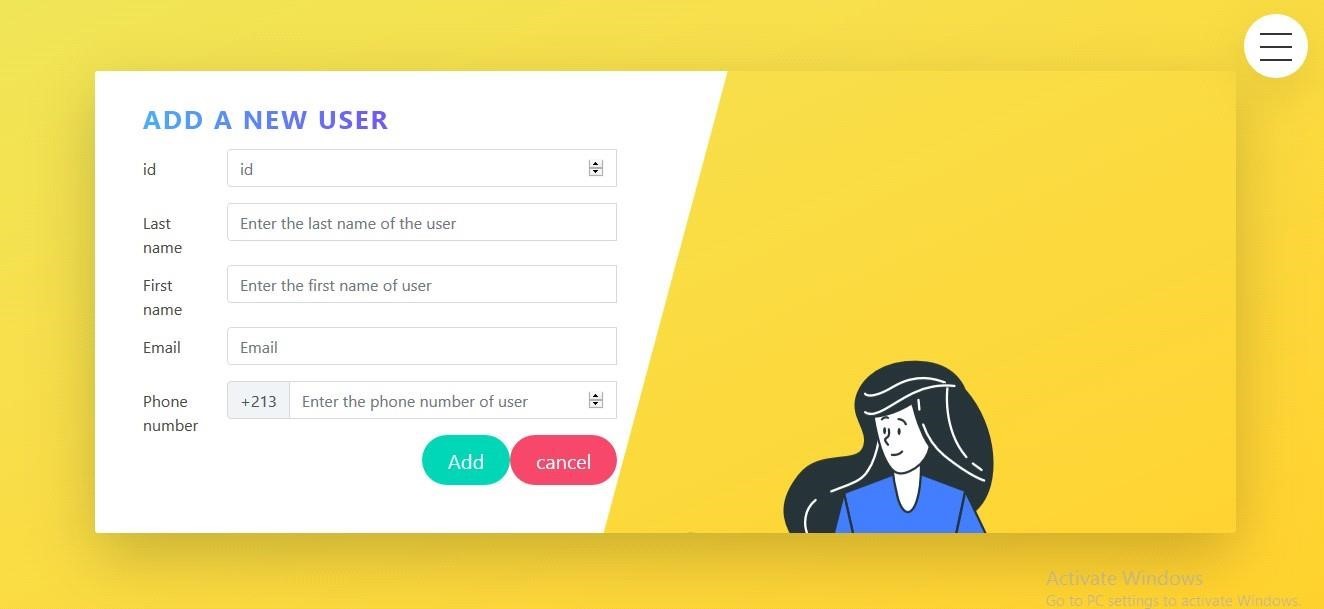 ADD A NEW USER
id
id
Last
name
Enter the last name of the user
First
name
Enter the first name of user
Email
Email
Phone
number
+213
Enter the phone number of user
Add
cancel
Activate Windows
Go to PC settings to activate Windows.